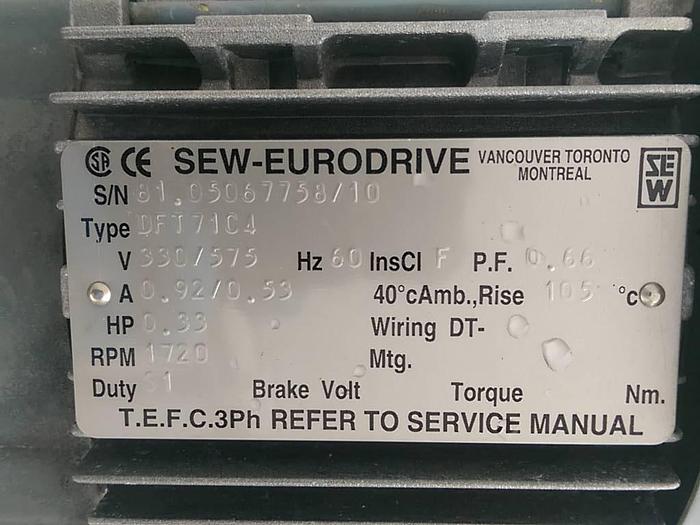 SA CE SEW-EURODRIVE VANCOUVER TORONTO MONTREAL SEW
S/N 81.05067758/10
Type DFT71C4
V 330/575 Hz 60 InsCl F P.F. 0.66
A 0.92/0.53 40°cAmb.,Rise 105 °c
HP 0.33 Wiring DT-
RPM 1720 Mtg.
Duty S1 Brake Volt Torque Nm.
T.E.F.C.3Ph REFER TO SERVICE MANUAL